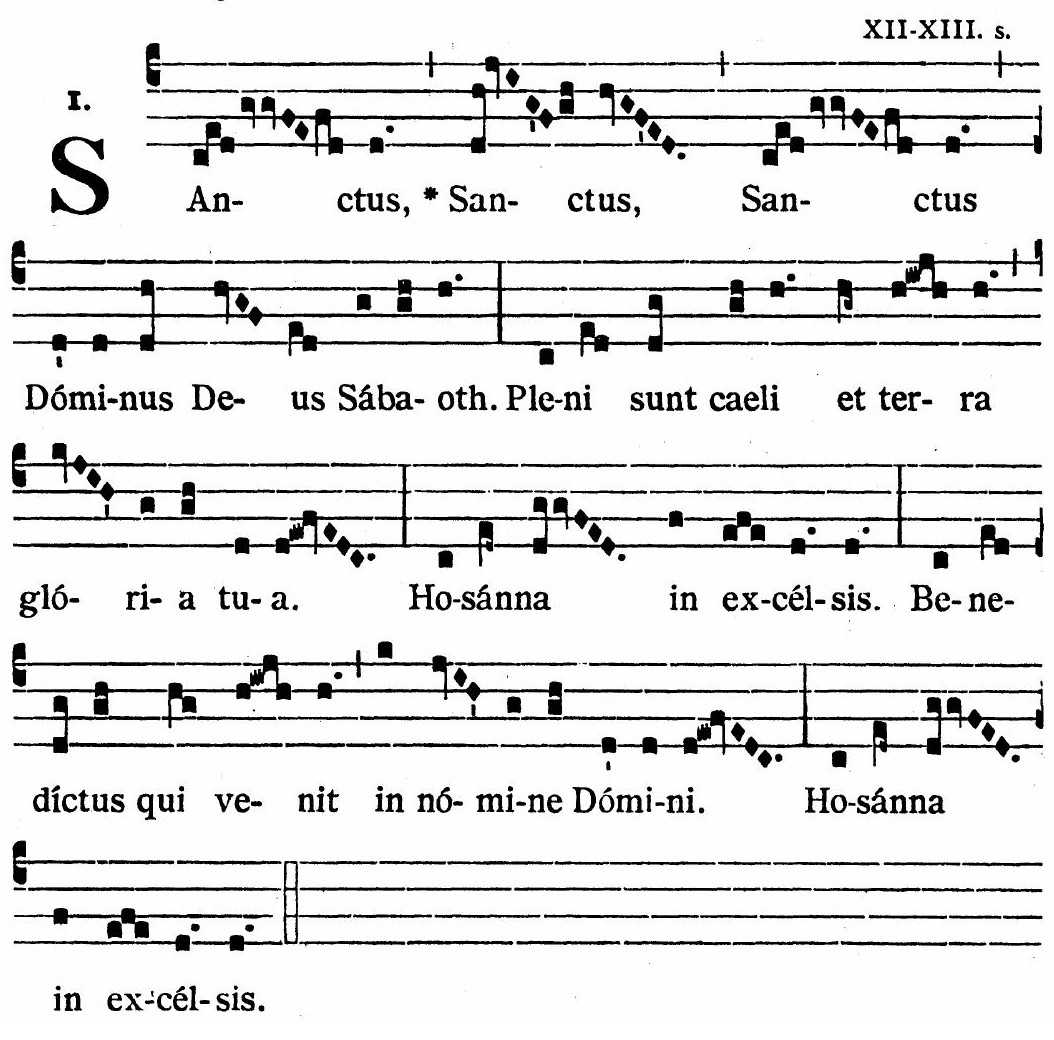 XII-XIII. s.
1.
SAn- ctus, * San- ctus, San- ctus
Dómi-nus De- us Sába- oth. Ple-ni sunt caeli et ter- ra
gló- ri- a tu- a. Ho-sánna in ex-cél-sis. Be-ne-
díctus qui ve- nit in nó- mi-ne Dómi-ni. Ho-sánna
in ex-cél-sis.